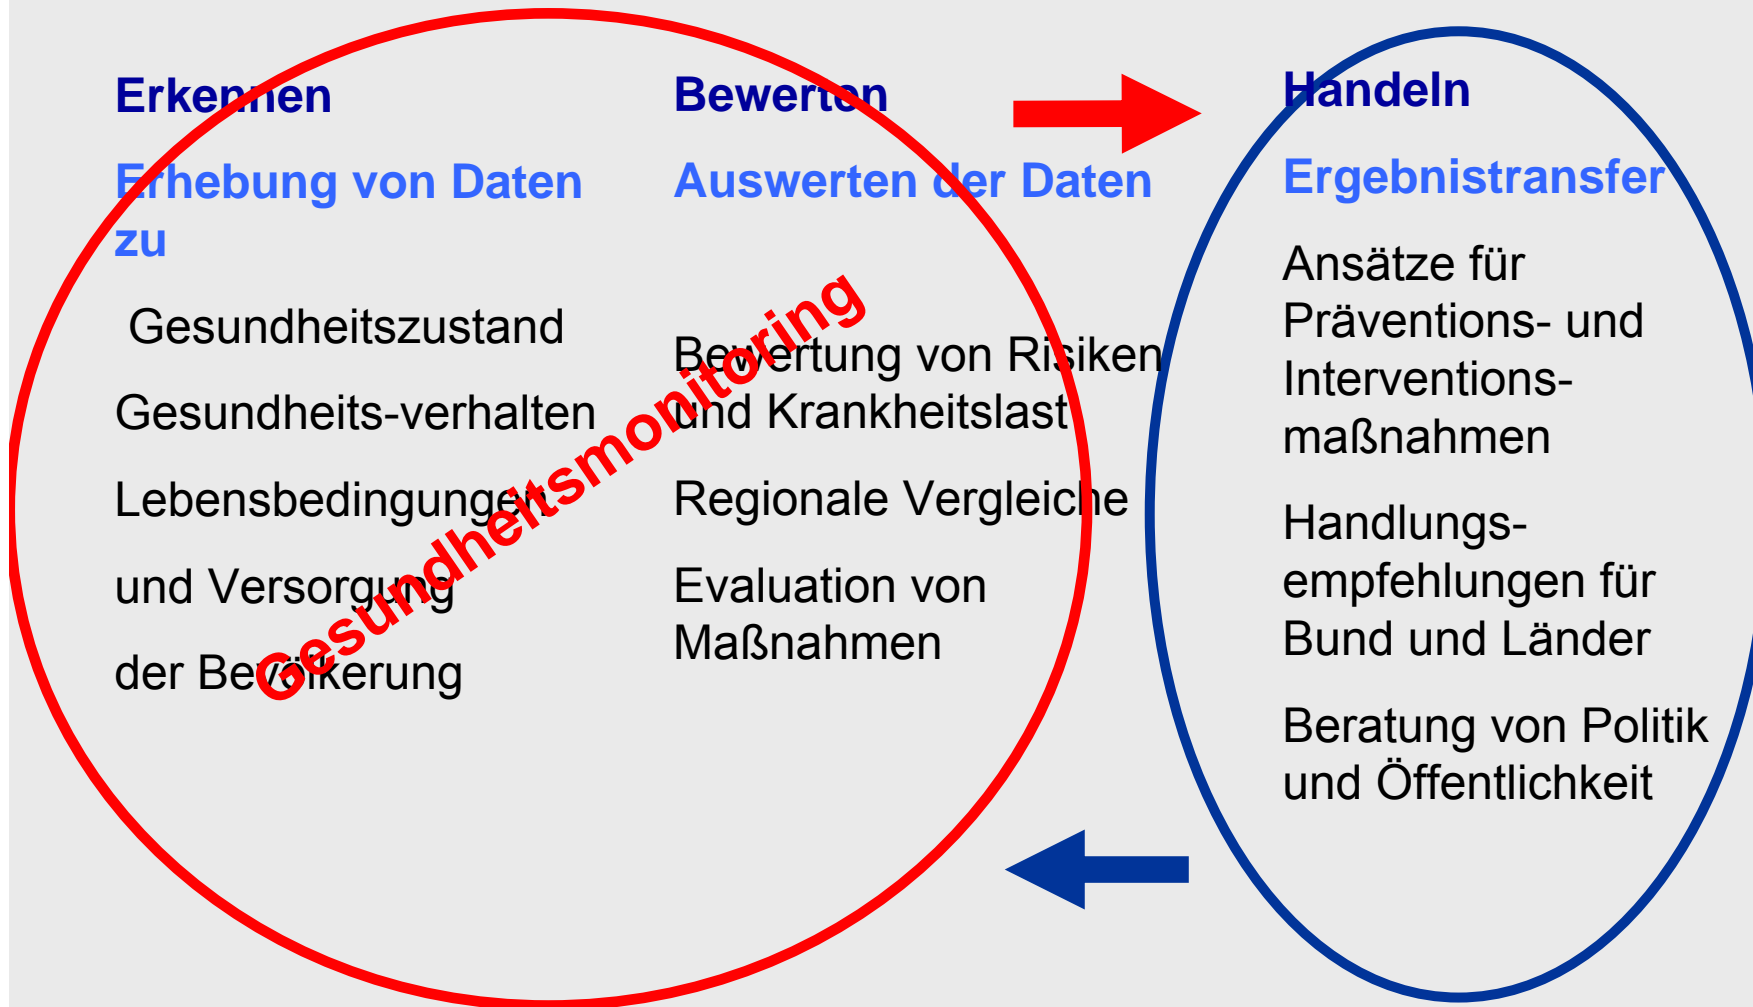 Erkennen
Erhebung von Daten
zu
Gesundheitszustand
Gesundheits-verhalten
Lebensbedingungen
und Versorgung
der Bevölkerung
Gesundheitsmonitoring
Bewerten
Auswerten der Daten
Bewertung von Risiken
und Krankheitslast
Regionale Vergleiche
Evaluation von
Maßnahmen
Handeln
Ergebnistransfer
Ansätze für
Präventions- und
Interventions-
maßnahmen
Handlungs-
empfehlungen für
Bund und Länder
Beratung von Politik
und Öffentlichkeit